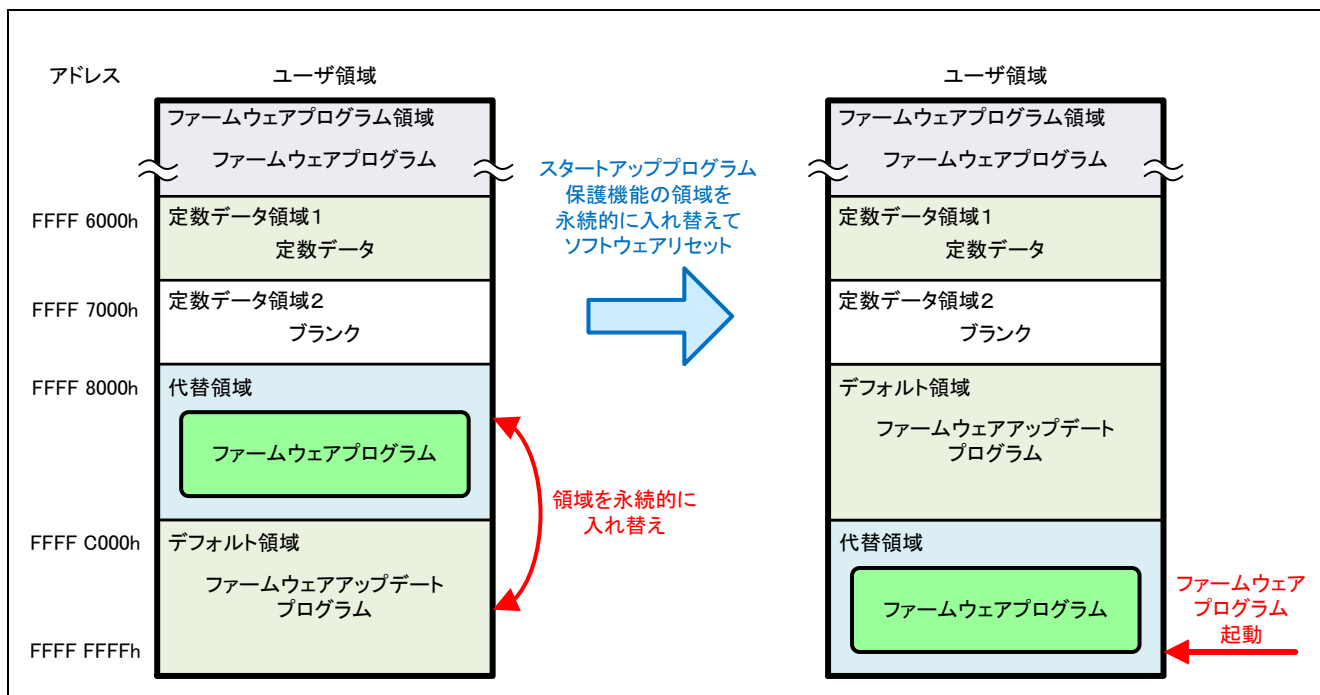 アドレス
ユーザ領域
ファームウェアプログラム領域
ファームウェアプログラム
FFFF 6000h
定数データ領域1
定数データ
FFFF 7000h
定数データ領域2
ブランク
FFFF 8000h
代替領域
ファームウェアプログラム
FFFF C000h
デフォルト領域
ファームウェアアップデート
プログラム
FFFF FFFFh
スタートアッププログラム
保護機能の領域を
永続的に入れ替えて
ソフトウェアリセット
領域を永続的に
入れ替え
ユーザ領域
ファームウェアプログラム領域
ファームウェアプログラム
定数データ領域1
定数データ
定数データ領域2
ブランク
デフォルト領域
ファームウェアアップデート
プログラム
代替領域
ファームウェアプログラム
ファームウェア
プログラム
起動